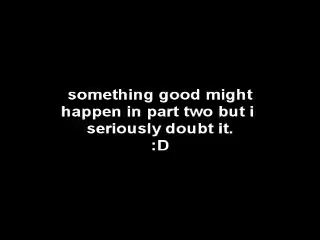 something good might
happen in part two but i
seriously doubt it.
:D